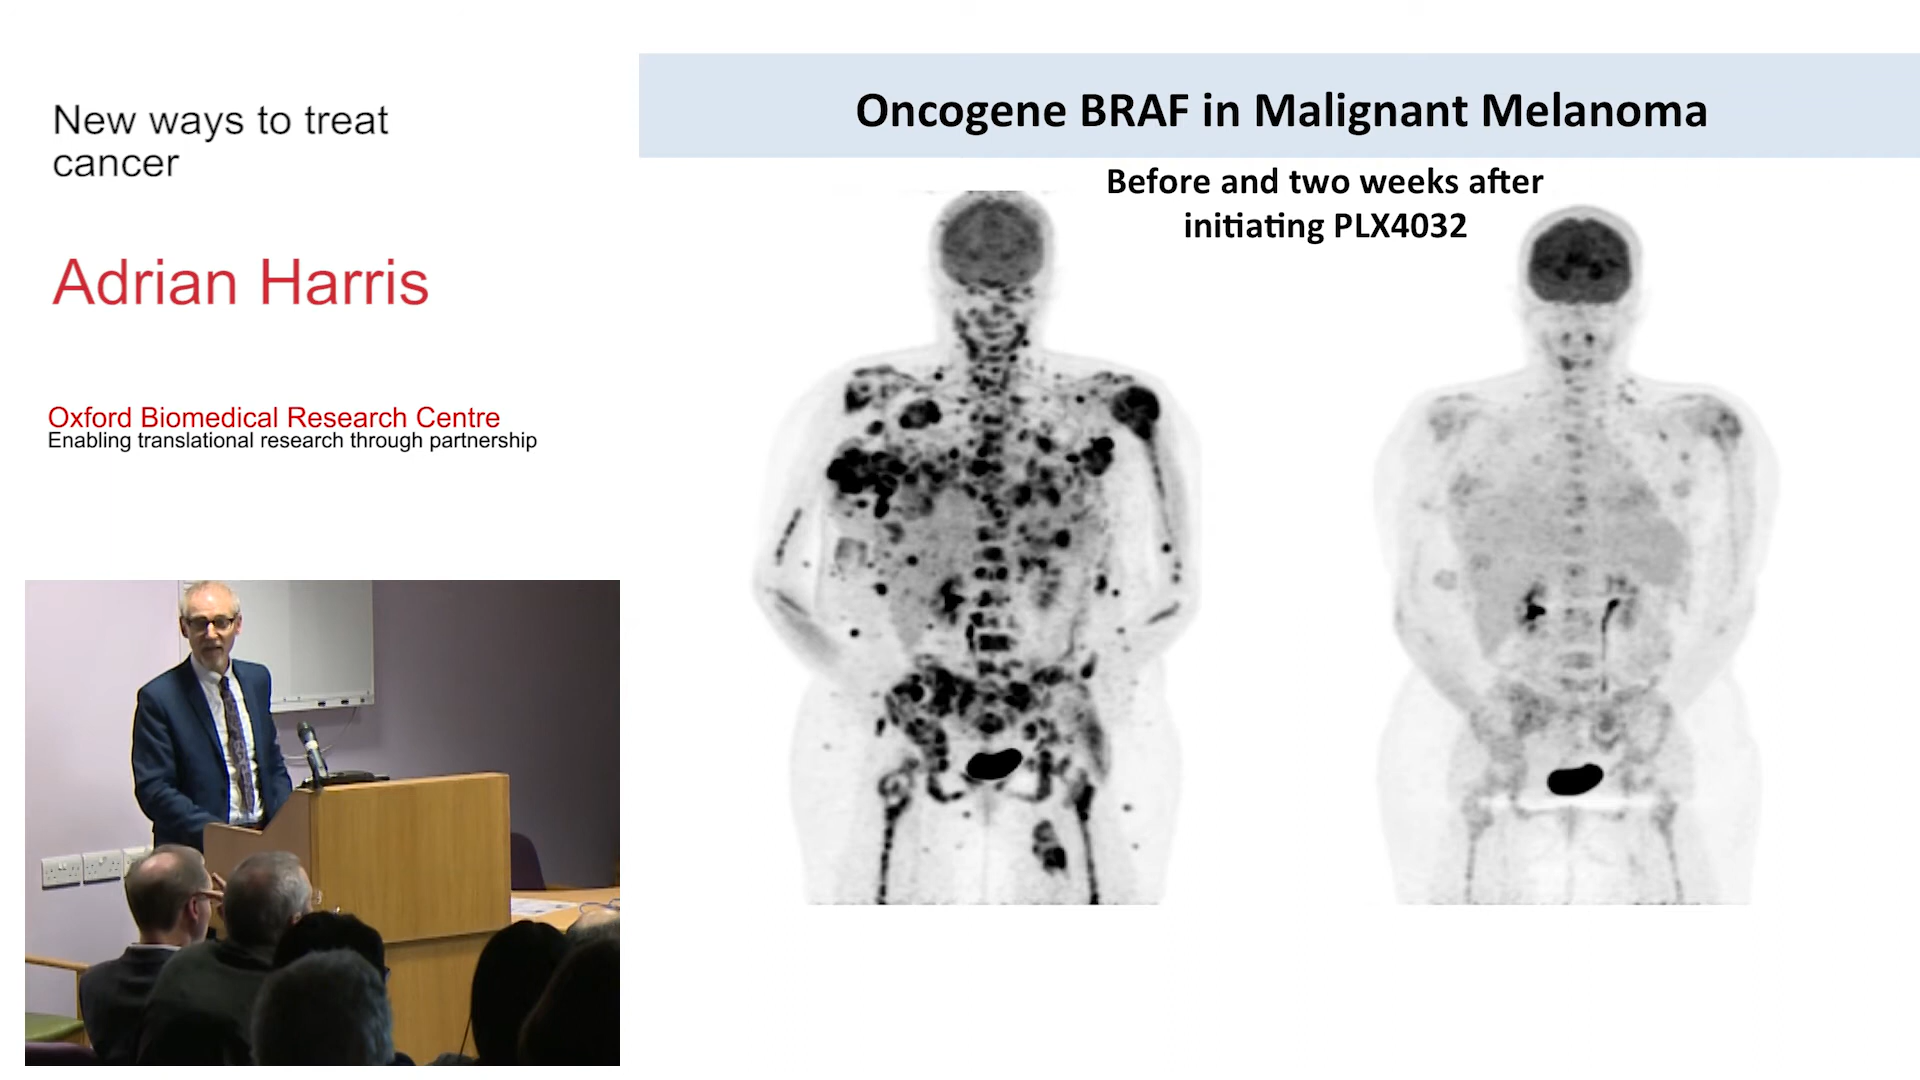 New ways to treat
cancer
Adrian Harris
Oxford Biomedical Research Centre
Enabling translational research through partnership
Oncogene BRAF in Malignant Melanoma
Before and two weeks after
initiating PLX4032